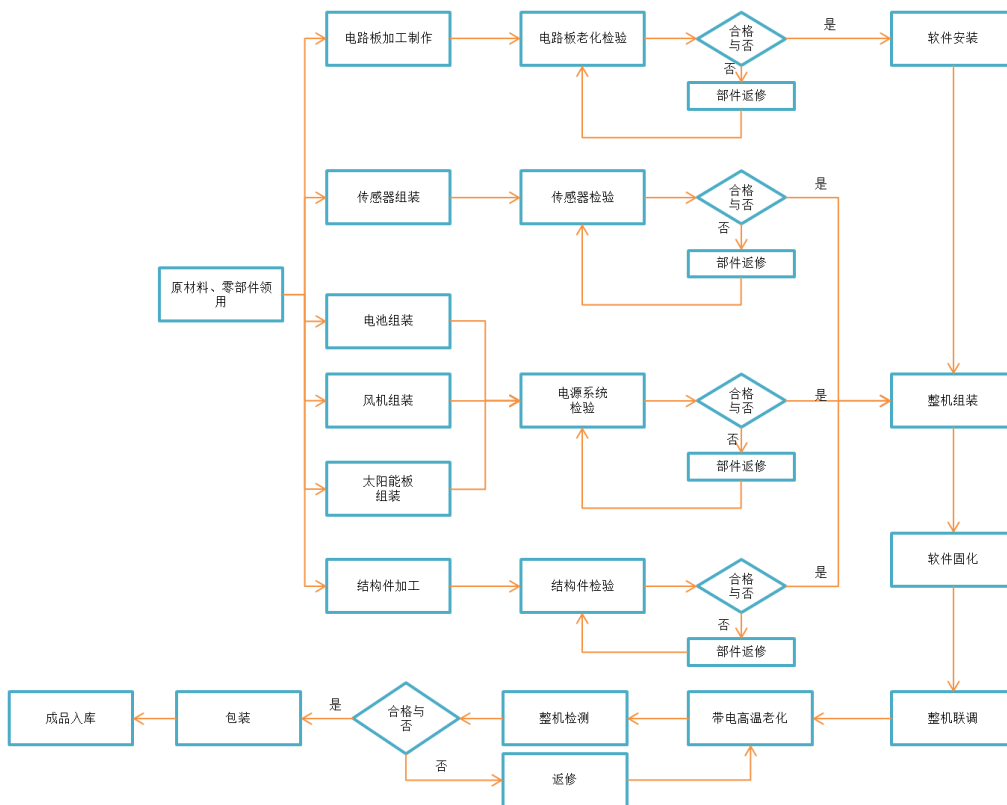 电路板加工制作
电路板老化检验
合格
与否
是
软件安装
否
部件返修
传感器组装
传感器检验
合格
与否
是
否
部件返修
原材料、零部件领
用
电池组装
风机组装
电源系统
检验
合格
与否
是
整机组装
否
部件返修
太阳能板
组装
软件固化
结构件加工
结构件检验
合格
与否
是
否
部件返修
成品入库
包装
是
合格与
否
整机检测
带电高温老化
整机联调
否
返修